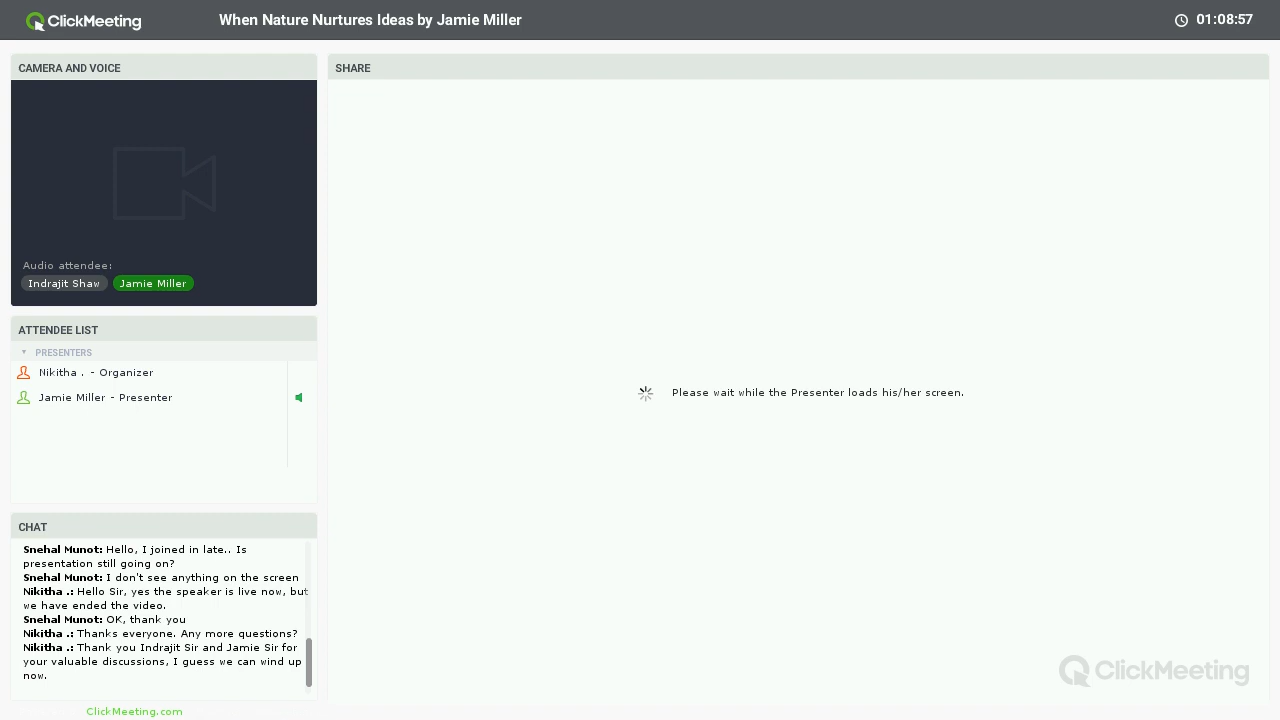 ClickMeeting
When Nature Nurtures Ideas by Jamie Miller
01:08:57
CAMERA AND VOICE
Audio attendee:
Indrajit Shaw
Jamie Miller
ATTENDEE LIST
PRESENTERS
Nikitha . - Organizer
Jamie Miller - Presenter
CHAT
Snehal Munot: Hello, I joined in late.. Is
presentation still going on?
Snehal Munot: I don't see anything on the screen
Nikitha .: Hello Sir, yes the speaker is live now, but
we have ended the video.
Snehal Munot: OK, thank you
Nikitha .: Thanks everyone. Any more questions?
Nikitha .: Thank you Indrajit Sir and Jamie Sir for
your valuable discussions, I guess we can wind up
now.
ClickMeeting.com
SHARE
Please wait while the Presenter loads his/her screen.
ClickMeeting